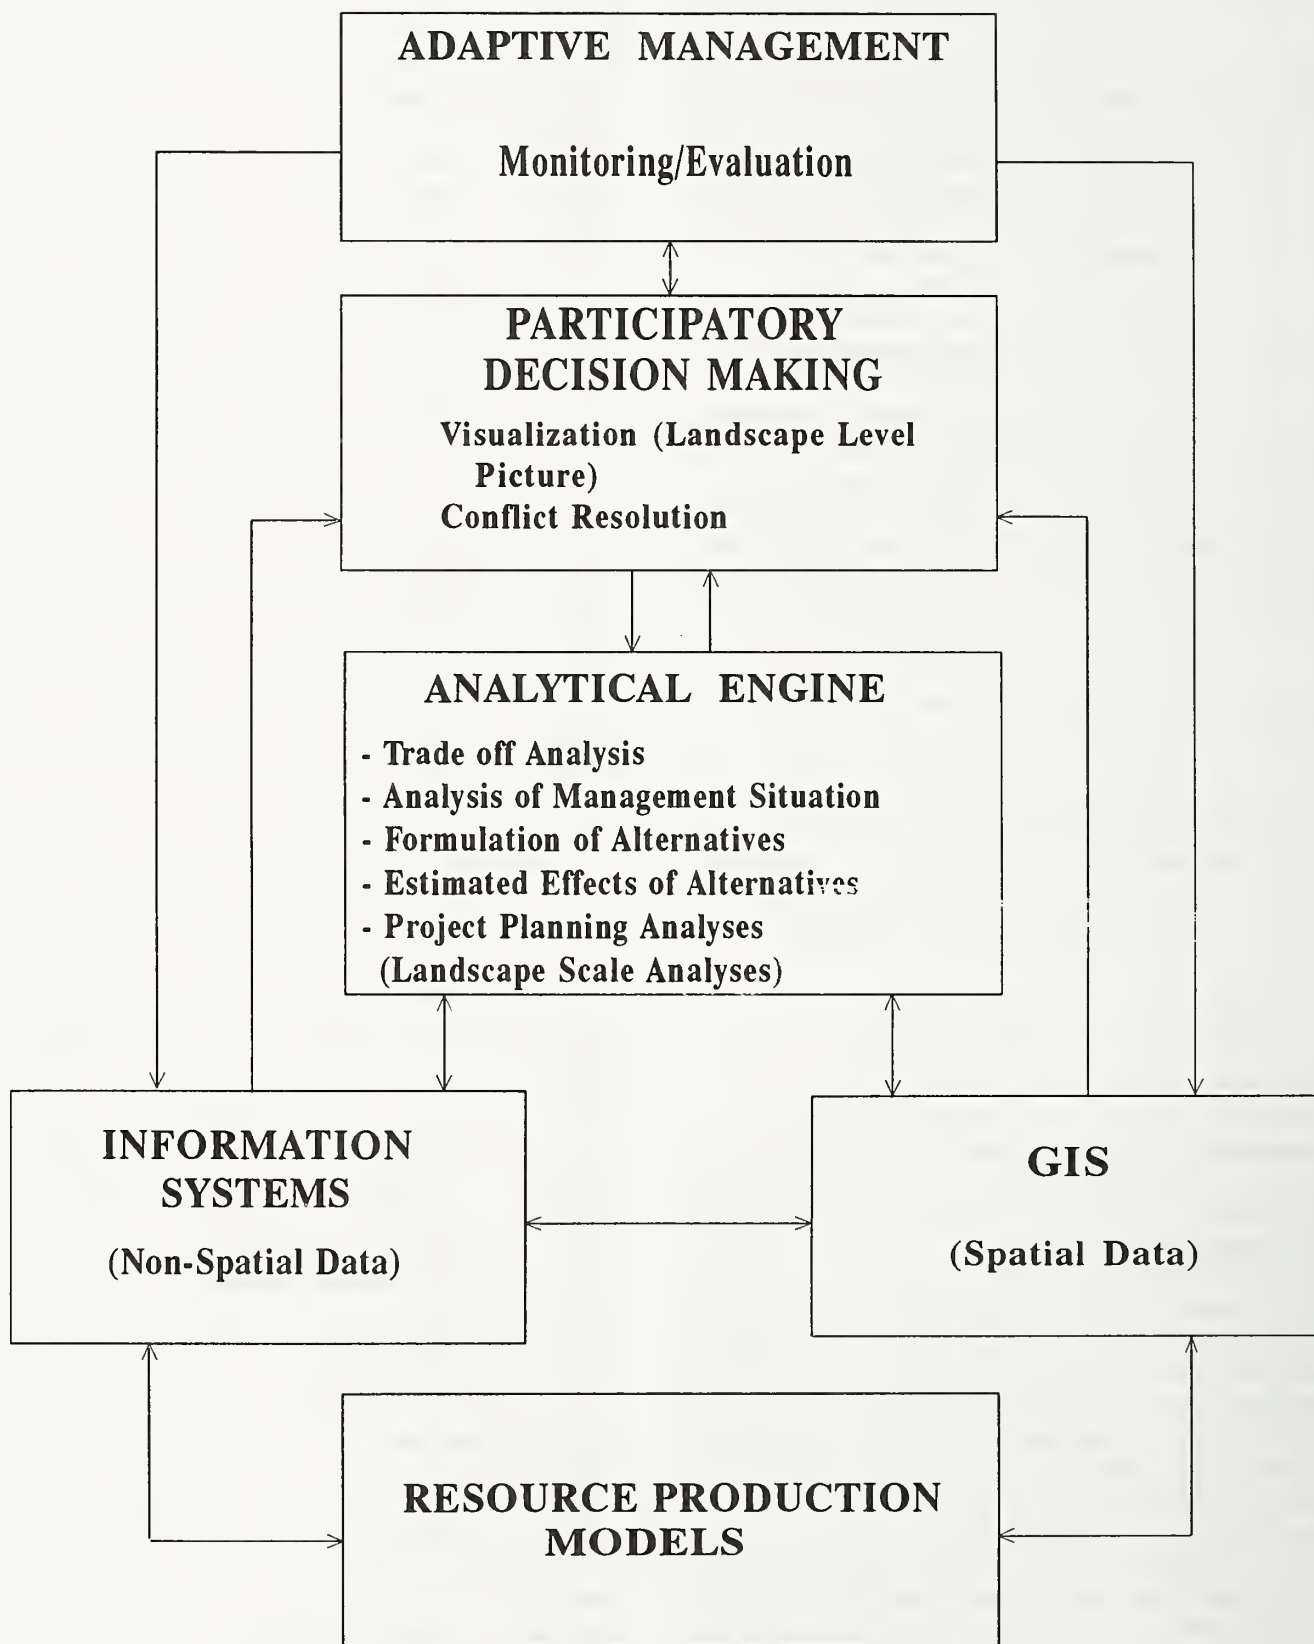 ADAPTIVE MANAGEMENT
Monitoring/Evaluation
PARTICIPATORY
DECISION MAKING
Visualization (Landscape Level
Picture)
Conflict Resolution
ANALYTICAL ENGINE
- Trade off Analysis
- Analysis of Management Situation
- Formulation of Alternatives
- Estimated Effects of Alternatives
- Project Planning Analyses
(Landscape Scale Analyses)
INFORMATION
SYSTEMS
(Non-Spatial Data)
GIS
(Spatial Data)
RESOURCE PRODUCTION
MODELS